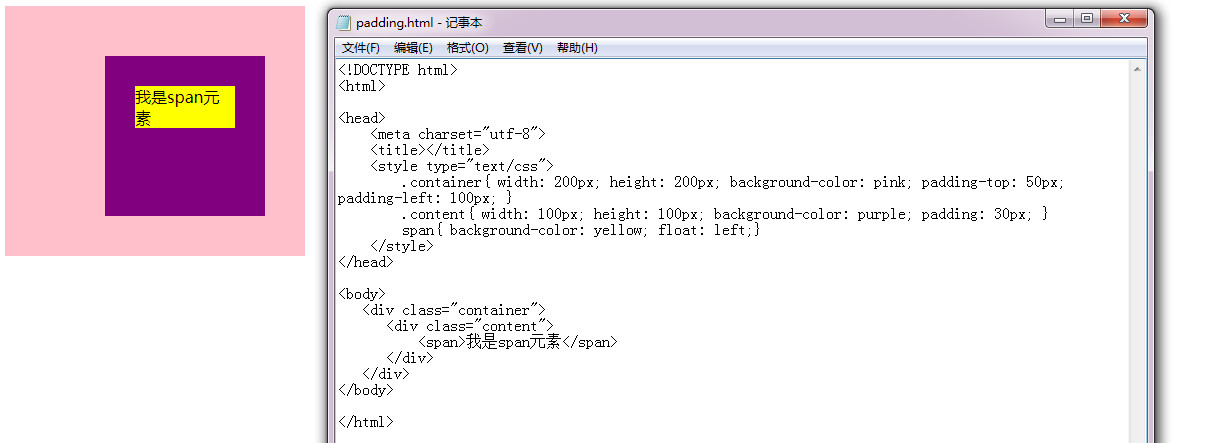 我是span元
素
padding.html - 记事本
文件(F) 编辑(E) 格式(O) 查看(V) 帮助(H)
<!DOCTYPE html>
<html>
<head>
<meta charset="utf-8">
<title></title>
<style type="text/css">
.container{ width: 200px; height: 200px; background-color: pink; padding-top: 50px;
padding-left: 100px; }
.content{ width: 100px; height: 100px; background-color: purple; padding: 30px; }
span{ background-color: yellow; float: left;}
</style>
</head>
<body>
<div class="container">
<div class="content">
<span>我是span元素</span>
</div>
</div>
</body>
</html>